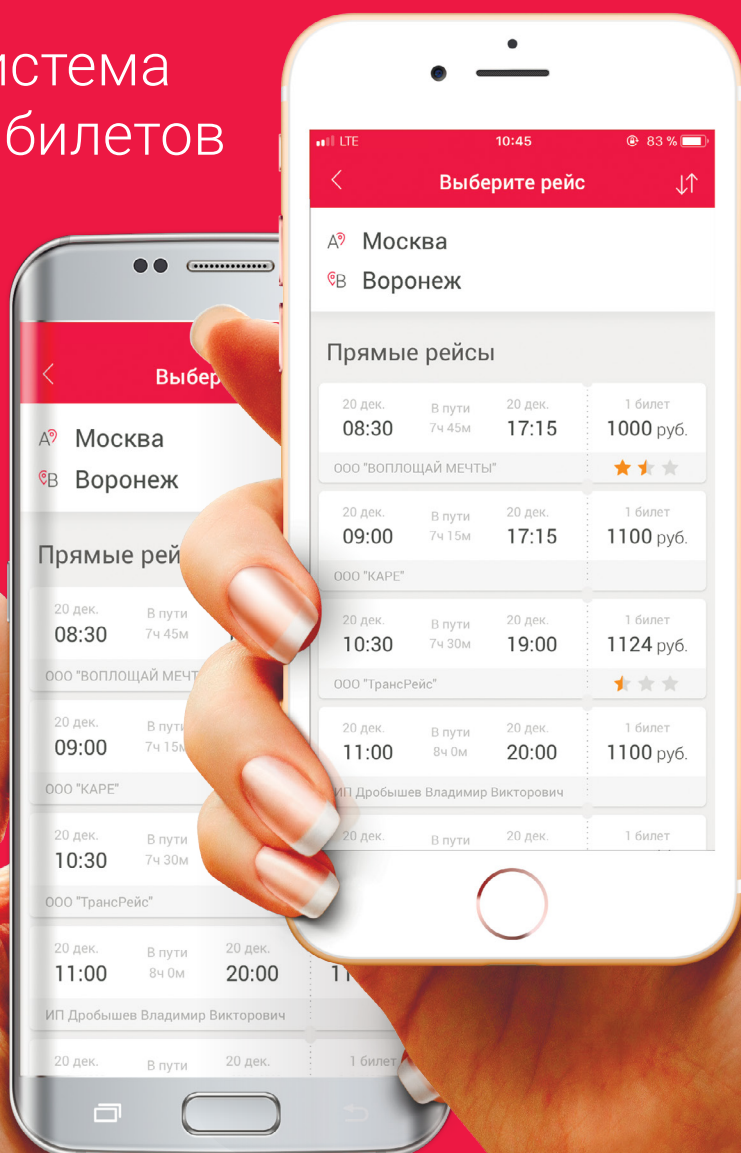 истема
билетов
LTE 10:45 83 %
Выберите рейс
A Москва
B Воронеж
Прямые рейсы
20 дек. В пути 20 дек. 1 билет
08:30 7ч 45м 17:15 1000 руб.
ООО "ВОПЛОЩАЙ МЕЧТЫ"
20 дек. В пути 20 дек. 1 билет
09:00 7ч 15м 17:15 1100 руб.
ООО "КАРЕ"
20 дек. В пути 20 дек. 1 билет
10:30 7ч 30м 19:00 1124 руб.
ООО "ТрансРейс"
20 дек. В пути 20 дек. 1 билет
11:00 8ч 0м 20:00 1100 руб.
ИП Дробышев Владимир Викторович
20 дек. В пути 20 дек. 1 билет
Выбер
A Москва
B Воронеж
Прямые рей
20 дек. В пути
08:30 7ч 45м
ООО "ВОПЛОЩАЙ МЕЧТ
20 дек. В пути
09:00 7ч 15м
ООО "КАРЕ"
20 дек. В пути
10:30 7ч 30м
ООО "ТрансРейс"
20 дек. В пути 20 дек.
11:00 8ч 0м 20:00 11
ИП Дробышев Владимир Викторович
20 дек. В пути 20 дек. 1 билет